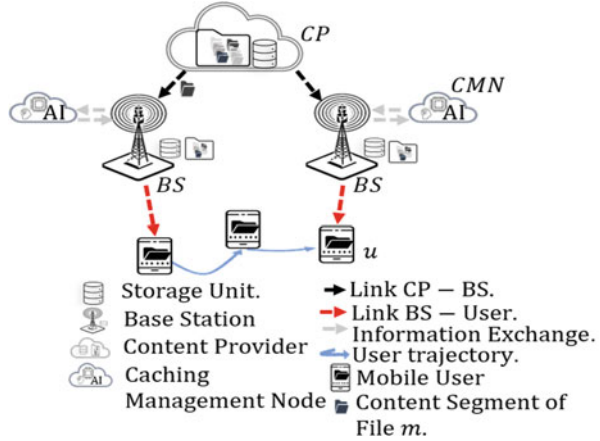 CP
CMN
AI
AI
BS
BS
u
Storage Unit.
Base Station
Content Provider
AI
Caching
Management Node
Link CP − BS.
Link BS − User.
Information Exchange.
User trajectory.
Mobile User
Content Segment of
File m.